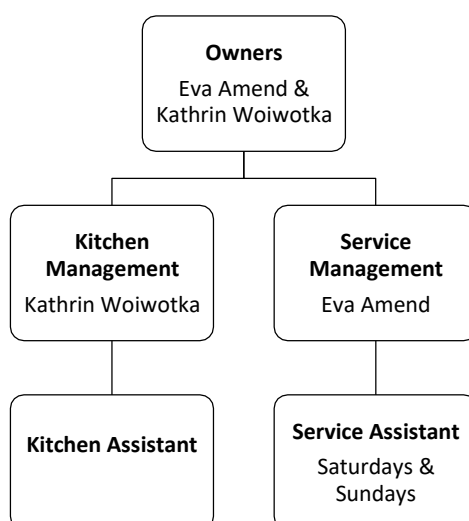 Owners
Eva Amend &
Kathrin Woiwotka
Kitchen
Management
Kathrin Woiwotka
Service
Management
Eva Amend
Kitchen Assistant
Service Assistant
Saturdays &
Sundays